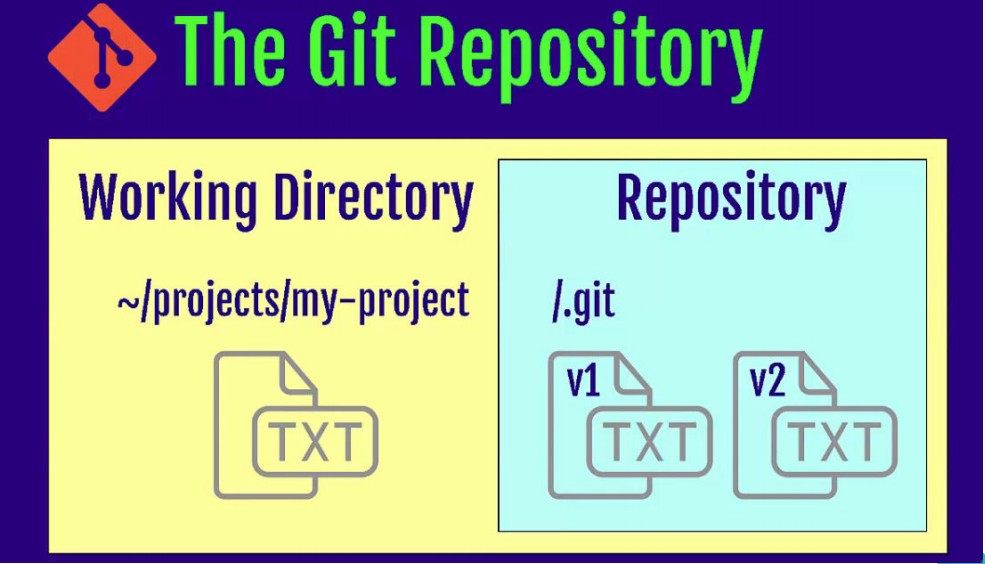 The Git Repository
Working Directory
~/projects/my-project
TXT
Repository
/.git
v1
TXT
v2
TXT